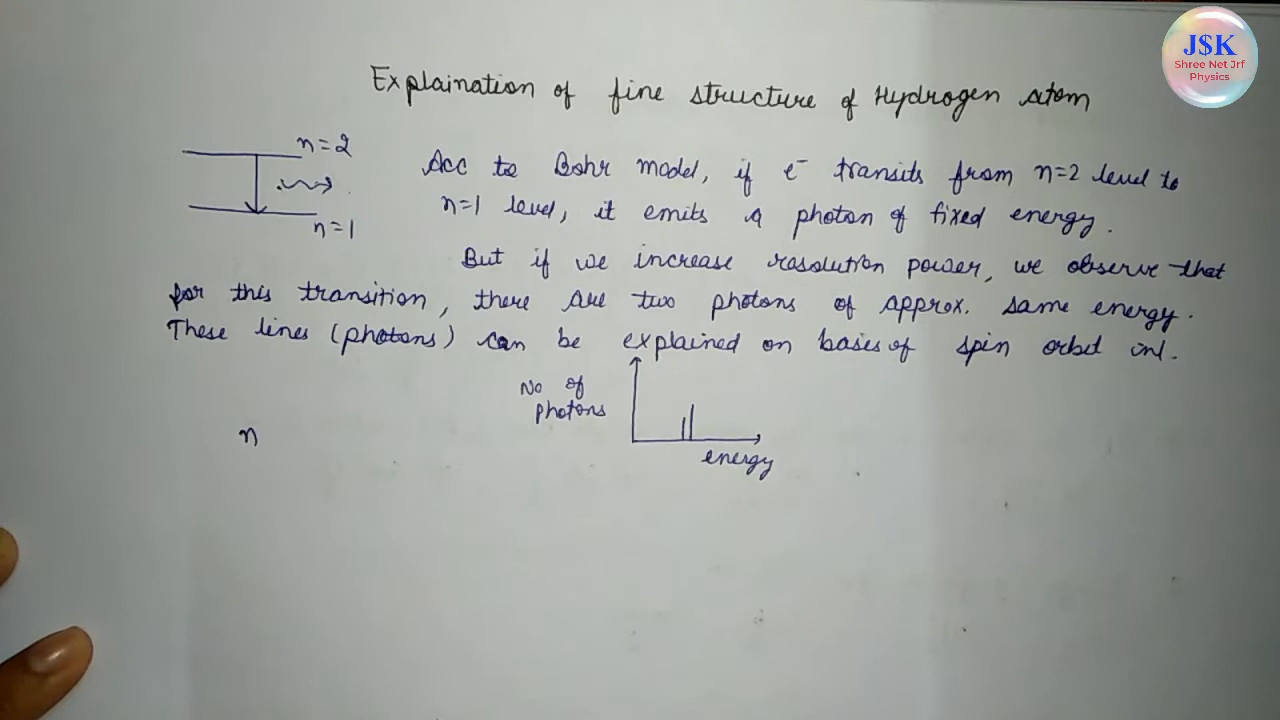 J$K
Shree Net Jrf
Physics
Explaination of fine structure of Hydrogen atom
n=2
n=1
Acc to Bohr model, if e⁻ transits from n=2 level to
n=1 level, it emits a photon of fixed energy.
But if we increase resolution power, we observe that
for this transition, there are two photons of approx. same energy.
These lines (photons) can be explained on bases of spin orbit int.
No of
photons
energy
n